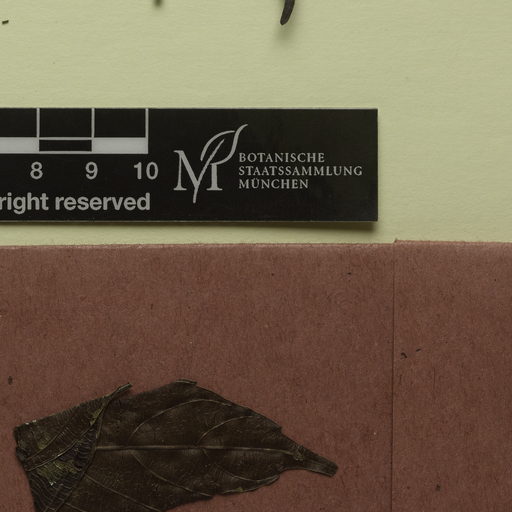 8 9 10
BOTANISCHE
STAATSSAMMLUNG
MÜNCHEN
right reserved